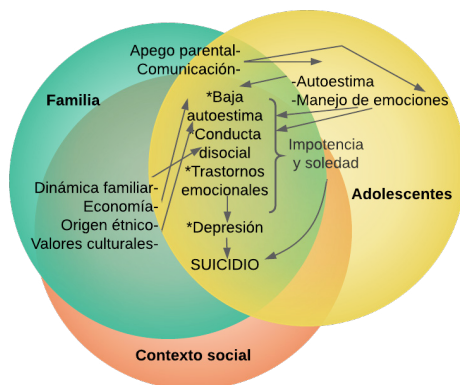 Apego parental-
Comunicación-
Familia
-Autoestima
-Manejo de emociones
*Baja
autoestima
*Conducta
disocial
*Trastornos
emocionales
Impotencia
y soledad
Dinámica familiar-
Economía-
Origen étnico-
Valores culturales-
Adolescentes
*Depresión
SUICIDIO
Contexto social